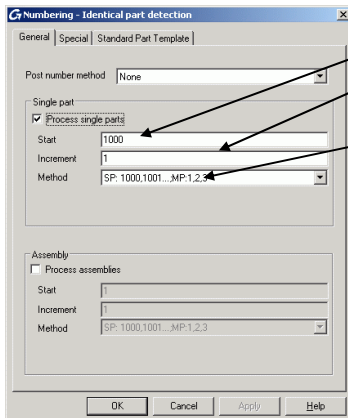 Numbering - Identical part detection
General Special Standard Part Template
Post number method None
Single part
Process single parts
Start 1000
Increment 1
Method SP: 1000,1001...;MP:1,2,3
Assembly
Process assemblies
Start 1
Increment 1
Method SP: 1000,1001...;MP:1,2,3
OK Cancel Apply Help